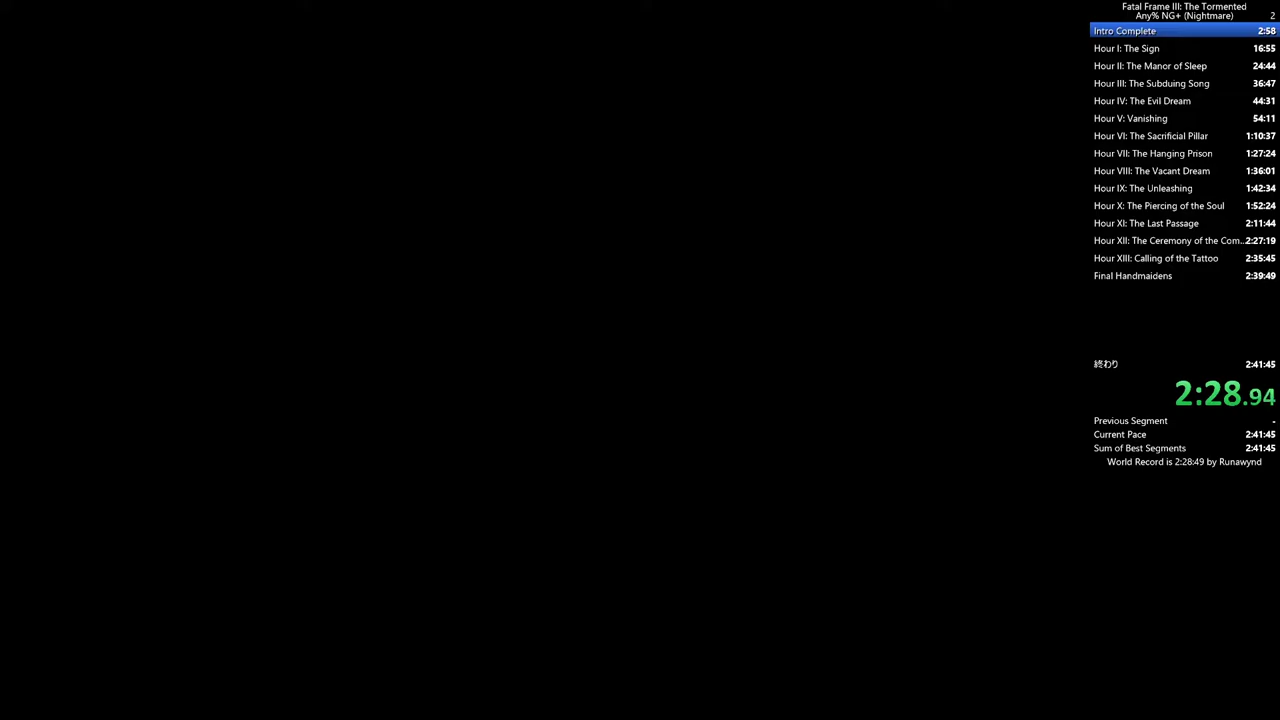 Fatal Frame III: The Tormented
Any% NG+ (Nightmare) 2
Intro Complete 2:58
Hour I: The Sign 16:55
Hour II: The Manor of Sleep 24:44
Hour III: The Subduing Song 36:47
Hour IV: The Evil Dream 44:31
Hour V: Vanishing 54:11
Hour VI: The Sacrificial Pillar 1:10:37
Hour VII: The Hanging Prison 1:27:24
Hour VIII: The Vacant Dream 1:36:01
Hour IX: The Unleashing 1:42:34
Hour X: The Piercing of the Soul 1:52:24
Hour XI: The Last Passage 2:11:44
Hour XII: The Ceremony of the Com... 2:27:19
Hour XIII: Calling of the Tattoo 2:35:45
Final Handmaidens 2:39:49
終わり 2:41:45
2:28.94
Previous Segment -
Current Pace 2:41:45
Sum of Best Segments 2:41:45
World Record is 2:28:49 by Runawynd